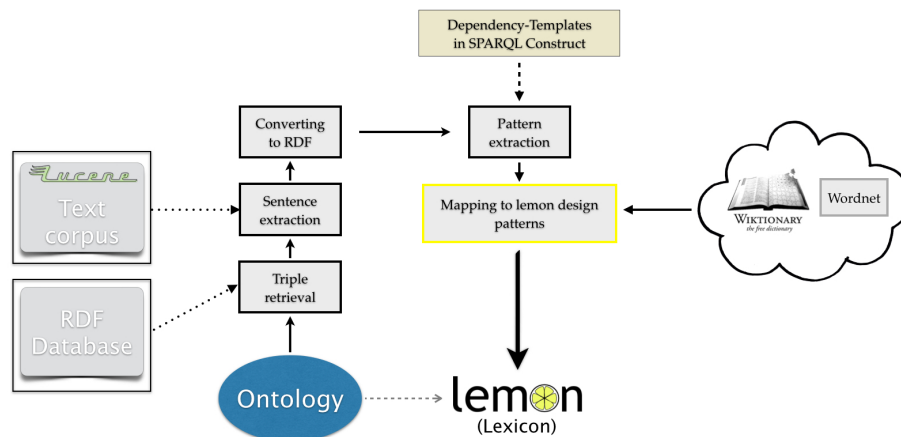 Dependency-Templates
in SPARQL Construct
Converting
to RDF
Pattern
extraction
Lucene
Text
corpus
Sentence
extraction
Mapping to lemon design
patterns
WIKTIONARY
the free dictionary
Wordnet
Triple
retrieval
RDF
Database
Ontology
lemon
(Lexicon)